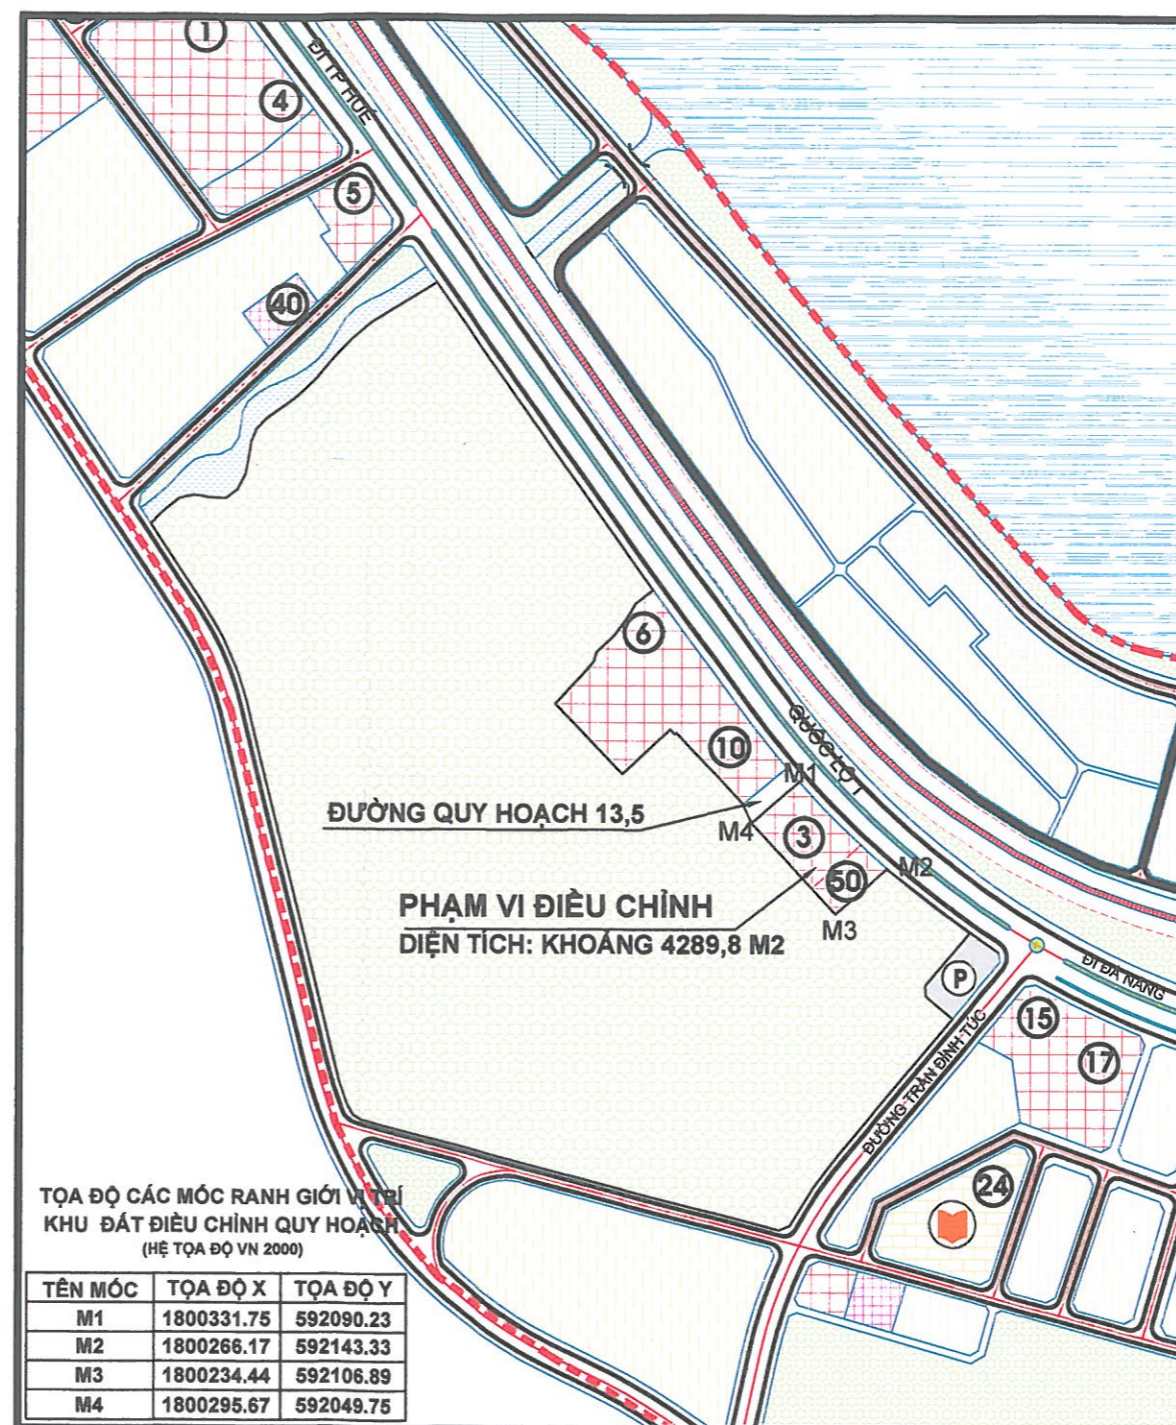 1
ĐI TP HUẾ
4
5
40
6
QUỐC LỘ 1
10
M1
ĐƯỜNG QUY HOẠCH 13,5
M4
3
50
M2
PHẠM VI ĐIỀU CHỈNH
M3
DIỆN TÍCH: KHOẢNG 4289,8 M2
ĐI ĐÀ NẴNG
P
15
ĐƯỜNG TRẦN ĐÌNH TÚC
17
24
TỌA ĐỘ CÁC MỐC RANH GIỚI VỊ TRÍ
KHU ĐẤT ĐIỀU CHỈNH QUY HOẠCH
(HỆ TỌA ĐỘ VN 2000)
TÊN MỐC TỌA ĐỘ X TỌA ĐỘ Y
M1 1800331.75 592090.23
M2 1800266.17 592143.33
M3 1800234.44 592106.89
M4 1800295.67 592049.75